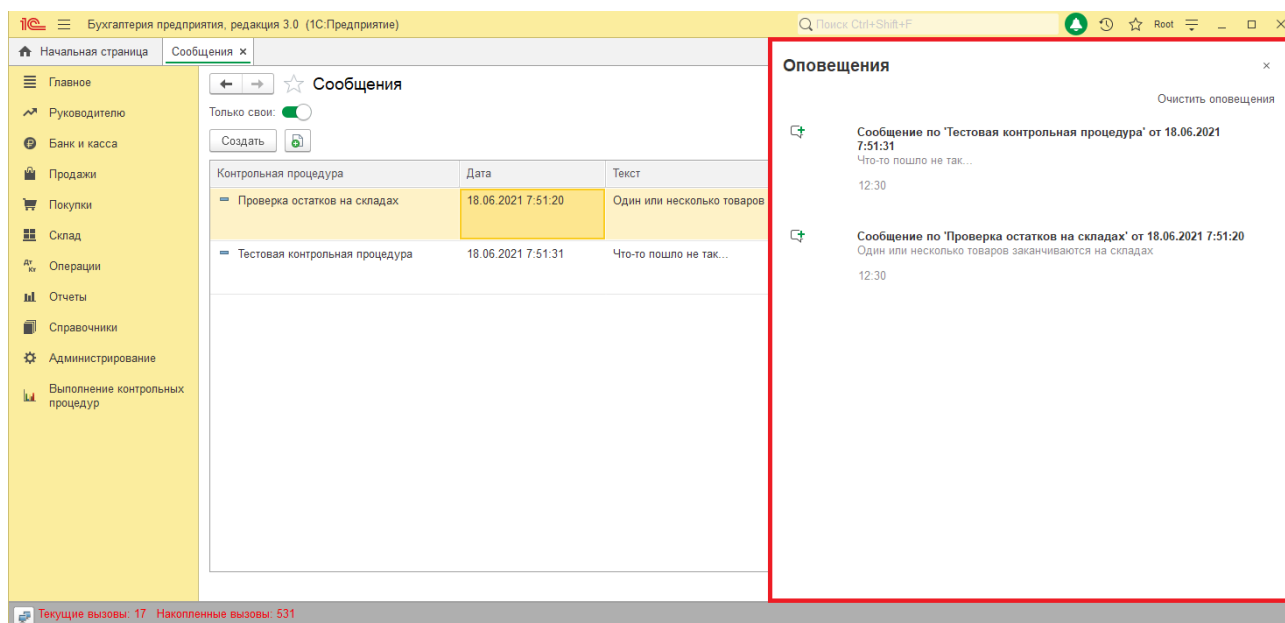 1С Бухгалтерия предприятия, редакция 3.0 (1С:Предприятие) Поиск Ctrl+Shift+F Root
Начальная страница Сообщения ×
Главное
Руководителю
Банк и касса
Продажи
Покупки
Склад
Дт Кт Операции
Отчеты
Справочники
Администрирование
Выполнение контрольных
процедур
Сообщения
Только свои:
Создать
Контрольная процедура Дата Текст
Проверка остатков на складах 18.06.2021 7:51:20 Один или несколько товаров
Тестовая контрольная процедура 18.06.2021 7:51:31 Что-то пошло не так...
Оповещения ×
Очистить оповещения
Сообщение по 'Тестовая контрольная процедура' от 18.06.2021
7:51:31
Что-то пошло не так...
12:30
Сообщение по 'Проверка остатков на складах' от 18.06.2021 7:51:20
Один или несколько товаров заканчиваются на складах
12:30
Текущие вызовы: 17 Накопленные вызовы: 531